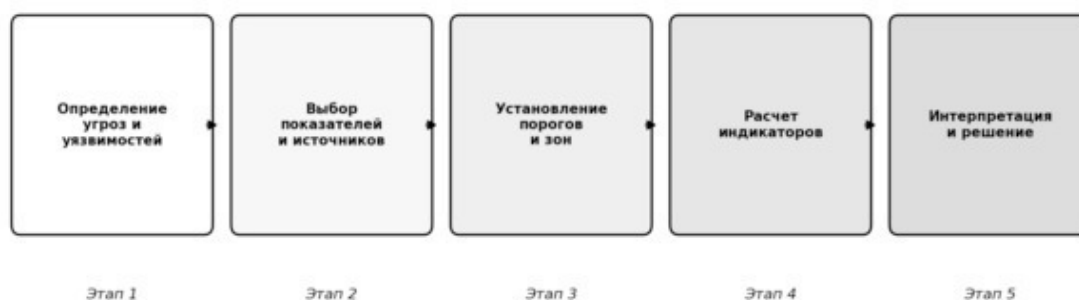 Определение
угроз и
уязвимостей
Выбор
показателей
и источников
Установление
порогов
и зон
Расчет
индикаторов
Интерпретация
и решение
Этап 1
Этап 2
Этап 3
Этап 4
Этап 5